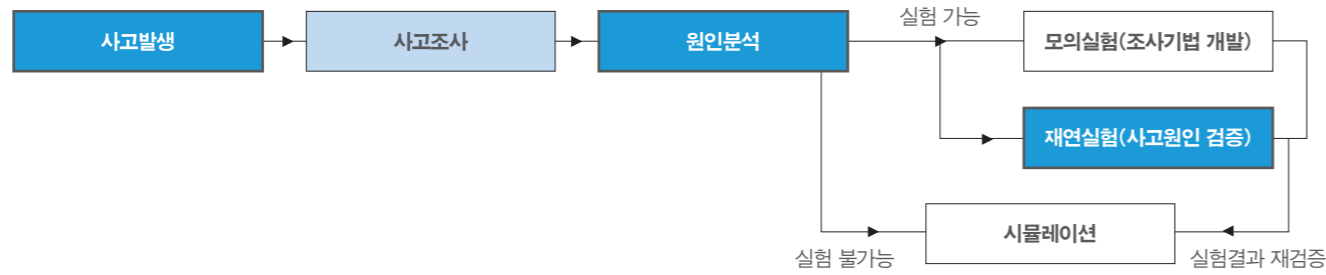 실험 가능
사고발생
사고조사
원인분석
모의실험(조사기법 개발)
재연실험(사고원인 검증)
시뮬레이션
실험 불가능
실험결과 재검증